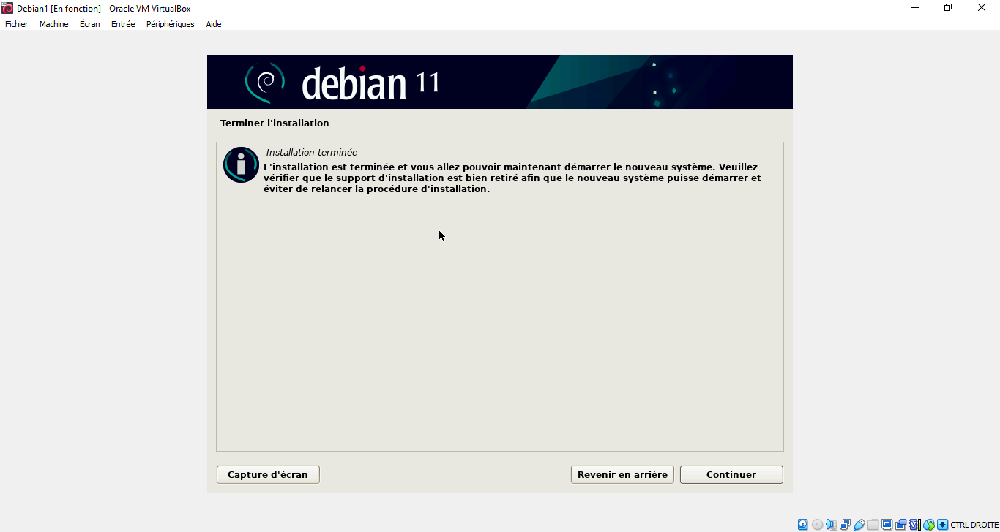 Debian1 [En fonction] - Oracle VM VirtualBox
Fichier Machine Écran Entrée Périphériques Aide
debian 11
Terminer l'installation
Installation terminée
L'installation est terminée et vous allez pouvoir maintenant démarrer le nouveau système. Veuillez
vérifier que le support d'installation est bien retiré afin que le nouveau système puisse démarrer et
éviter de relancer la procédure d'installation.
Capture d'écran Revenir en arrière Continuer
CTRL DROITE